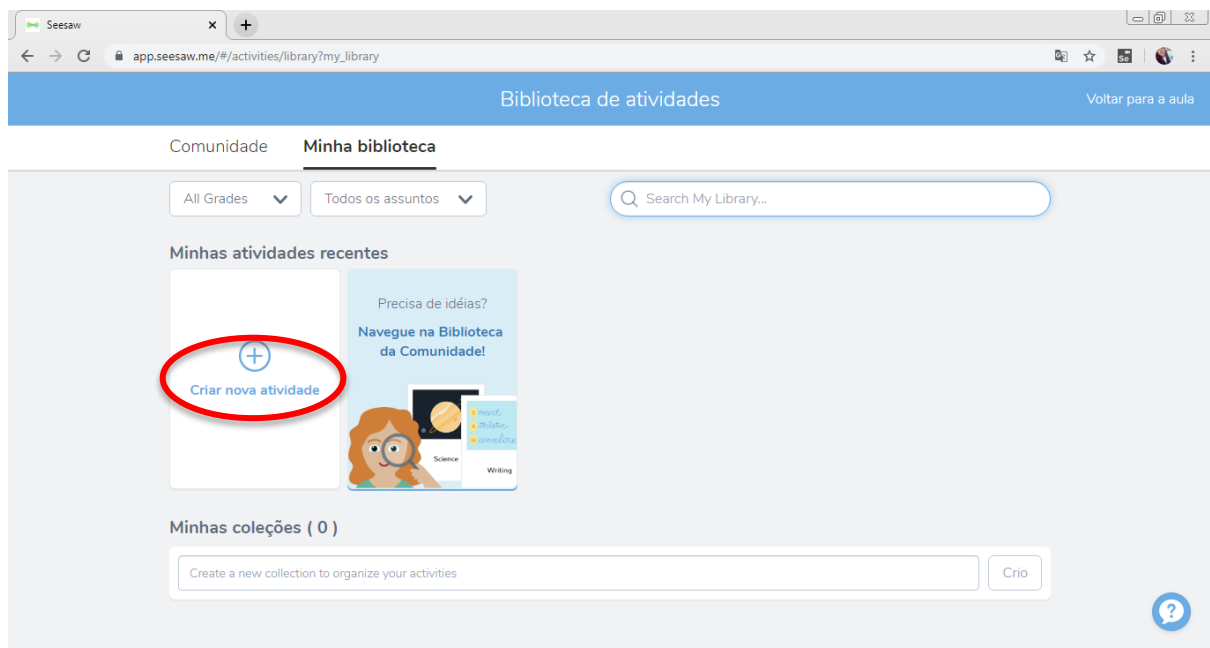 Seesaw
app.seesaw.me/#/activities/library?my_library
Se
Biblioteca de atividades
Voltar para a aula
Comunidade
Minha biblioteca
All Grades
Todos os assuntos
Search My Library...
Minhas atividades recentes
Criar nova atividade
Precisa de idéias?
Navegue na Biblioteca
da Comunidade!
Science
Writing
Minhas coleções ( 0 )
Create a new collection to organize your activities
Crio
?